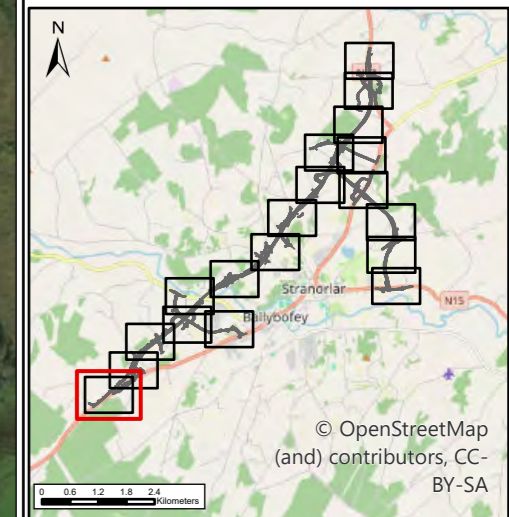 N
Stranorlar
Ballybofey
N15
© OpenStreetMap
(and) contributors, CC-
BY-SA
0 0.6 1.2 1.8 2.4
Kilometers